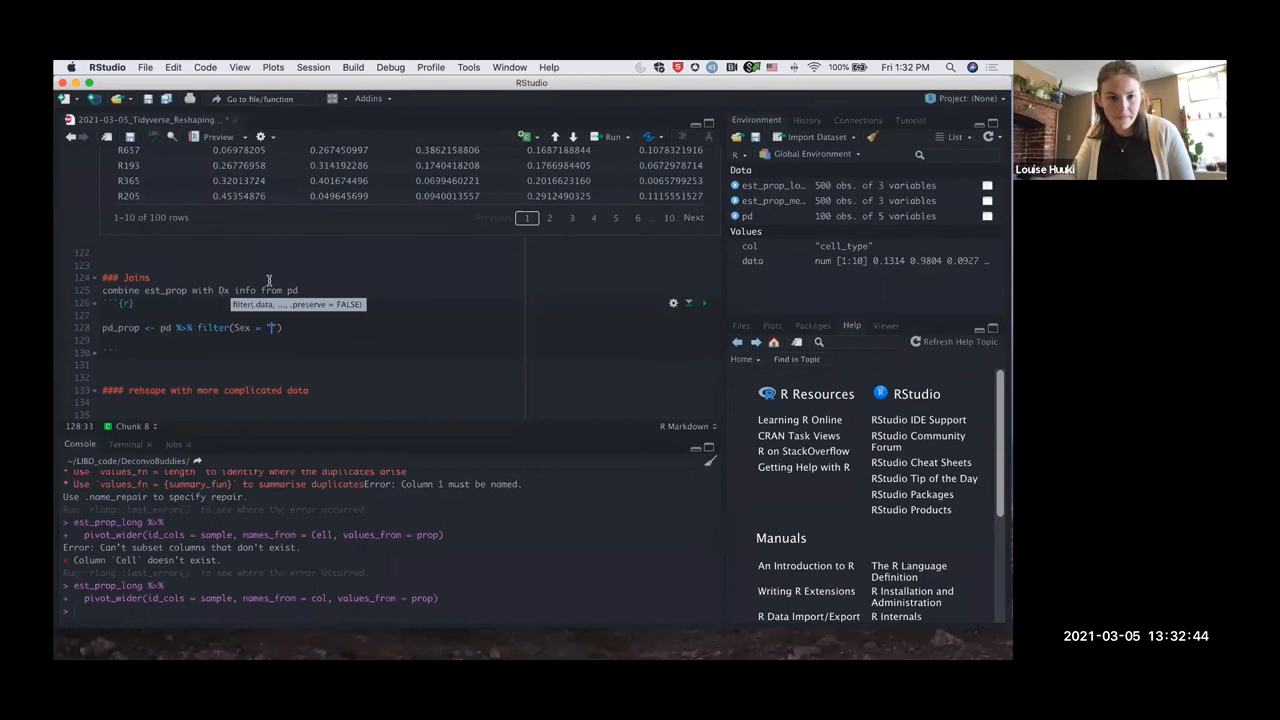 RStudio File Edit Code View Plots Session Build Debug Profile Tools Window Help 100% Fri 1:32 PM
RStudio
Go to file/function Addins Project: (None)
2021-03-05_Tidyverse_Reshaping...
Preview Run
R657 0.06978205 0.267450997 0.3862158806 0.1687188844 0.1078321916
R193 0.26776958 0.314192286 0.1740418208 0.1766984405 0.0672978714
R365 0.32013724 0.401674496 0.0699460221 0.2016623160 0.0065799253
R205 0.45354876 0.049645699 0.0940013557 0.2912490325 0.1115551527
1-10 of 100 rows Previous 1 2 3 4 5 6 ... 10 Next
122
123
124 ### Joins
125 combine est_prop with Dx info from pd
126 ```{r}
filter(.data, ..., .preserve = FALSE)
127
128 pd_prop <- pd %>% filter(Sex = "")
129
130 ```
131
132
133 #### rehsape with more complicated data
134
135
128:33 Chunk 8 R Markdown
Console Terminal Jobs
~/LIBD_code/DeconvoBuddies/
* Use `values_fn = length` to identify where the duplicates arise
* Use `values_fn = {summary_fun}` to summarise duplicatesError: Column 1 must be named.
Use .name_repair to specify repair.
Run `rlang::last_error()` to see where the error occurred.
> est_prop_long %>%
+ pivot_wider(id_cols = sample, names_from = Cell, values_from = prop)
Error: Can't subset columns that don't exist.
x Column `Cell` doesn't exist.
Run `rlang::last_error()` to see where the error occurred.
> est_prop_long %>%
+ pivot_wider(id_cols = sample, names_from = col, values_from = prop)
>
Environment History Connections Tutorial
Import Dataset List
R Global Environment
Data
est_prop_lo... 500 obs. of 3 variables
est_prop_me... 500 obs. of 3 variables
pd 100 obs. of 5 variables
Values
col "cell_type"
data num [1:10] 0.1314 0.9804 0.0927 ...
Files Plots Packages Help Viewer
Refresh Help Topic
Home Find in Topic
R Resources
Learning R Online
CRAN Task Views
R on StackOverflow
Getting Help with R
RStudio
RStudio IDE Support
RStudio Community Forum
RStudio Cheat Sheets
RStudio Tip of the Day
RStudio Packages
RStudio Products
Manuals
An Introduction to R
Writing R Extensions
R Data Import/Export
The R Language Definition
R Installation and Administration
R Internals
Louise Huuki
2021-03-05 13:32:44